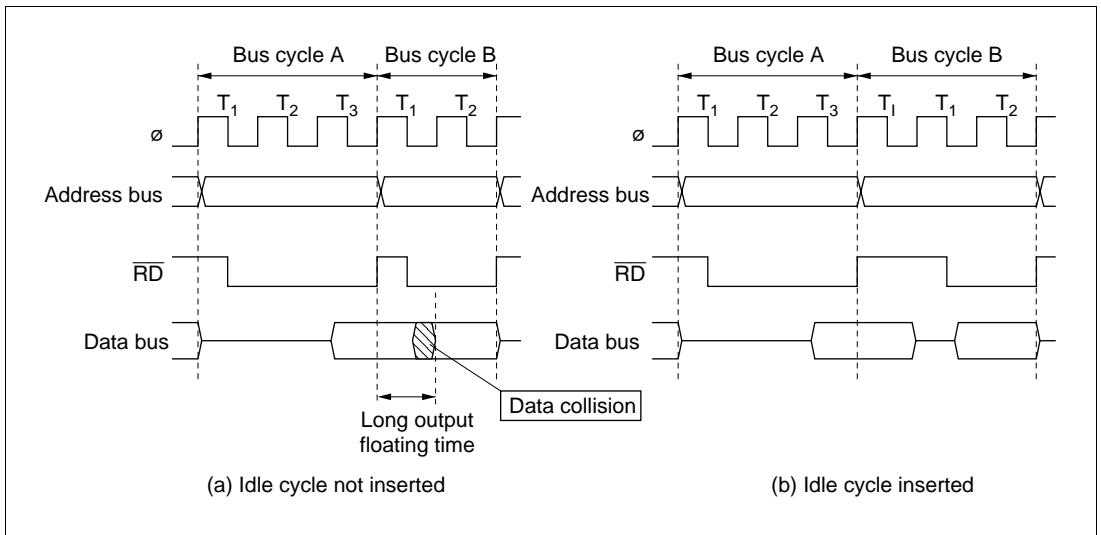 Bus cycle A Bus cycle B
T1 T2 T3 T1 T2
ø
Address bus
RD
Data bus
Data collision
Long output
floating time
(a) Idle cycle not inserted
Bus cycle A Bus cycle B
T1 T2 T3 TI T1 T2
ø
Address bus
RD
Data bus
(b) Idle cycle inserted